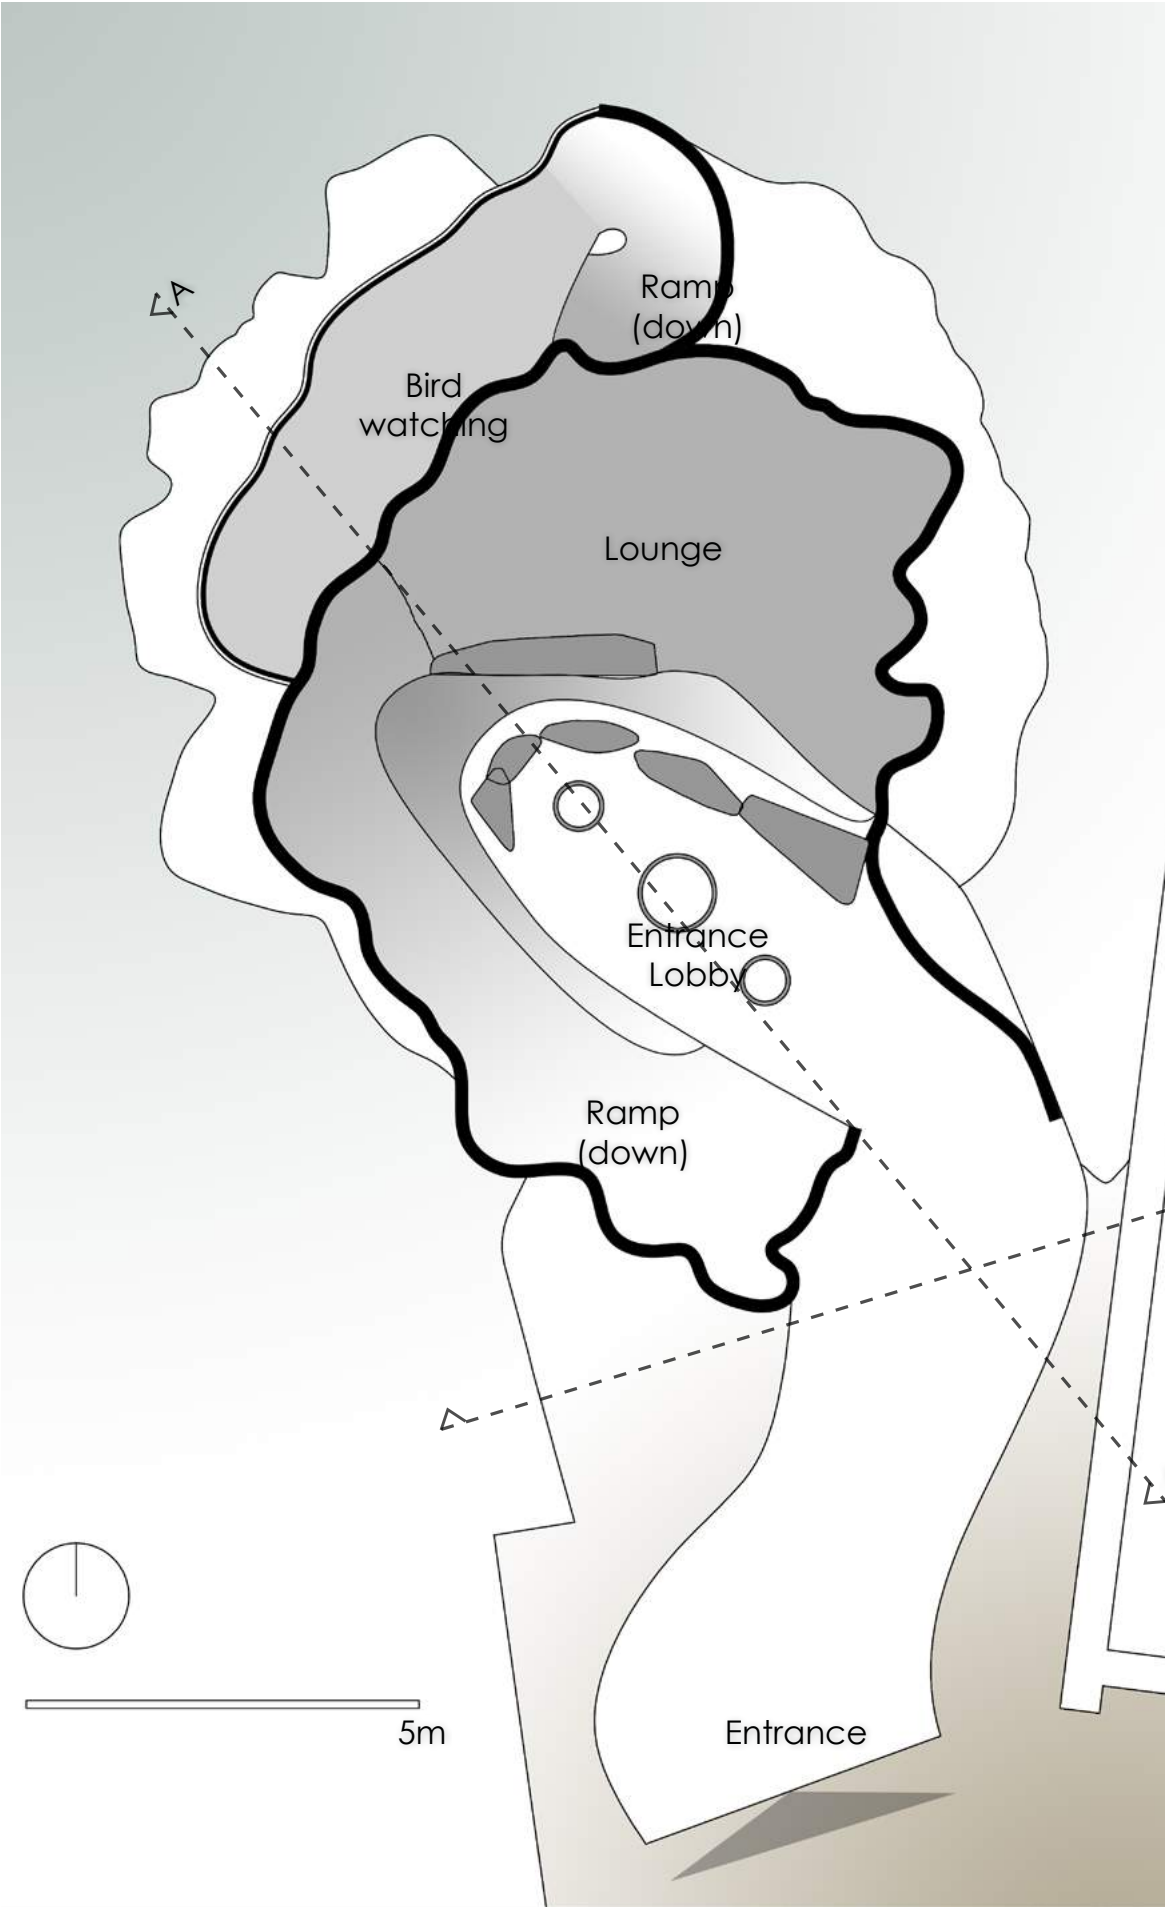 A
Ramp
(down)
Bird
watching
Lounge
Entrance
Lobby
Ramp
(down)
5m
Entrance